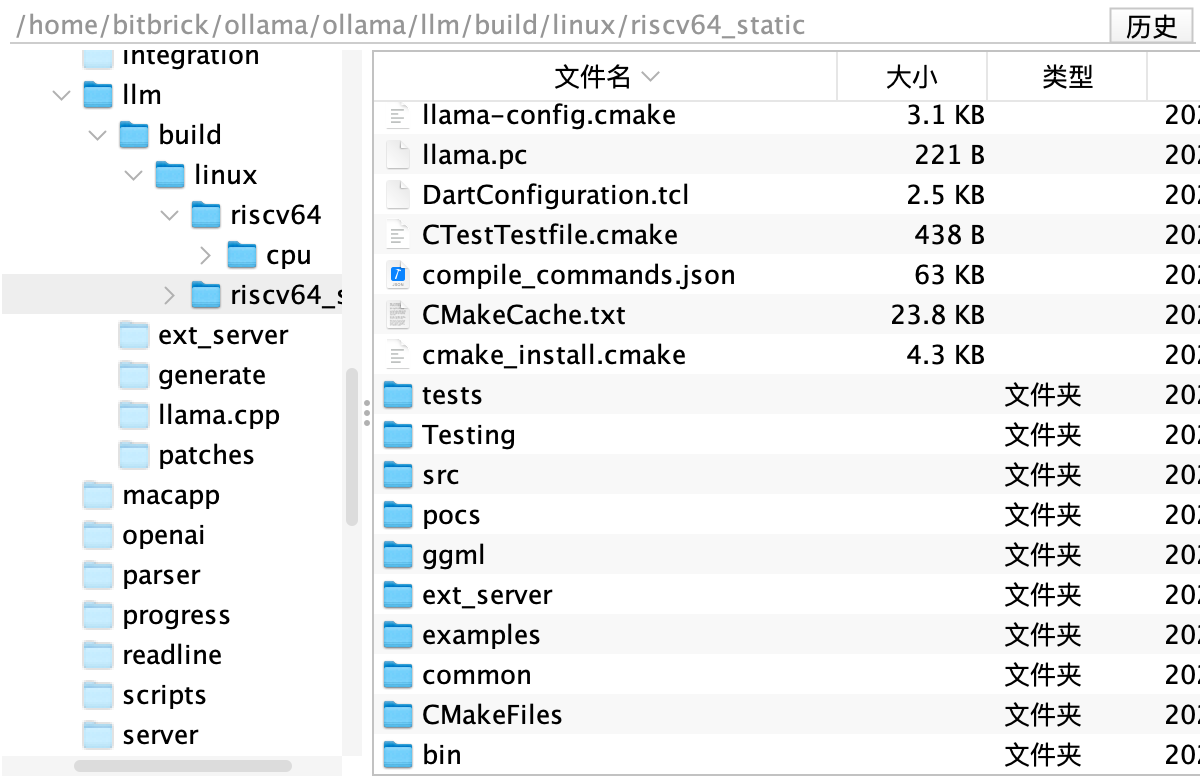 /home/bitbrick/ollama/ollama/llm/build/linux/riscv64_static
历史
integration
llm
build
linux
riscv64
cpu
riscv64_s
ext_server
generate
llama.cpp
patches
macapp
openai
parser
progress
readline
scripts
server
文件名 大小 类型
llama-config.cmake 3.1 KB 202
llama.pc 221 B 202
DartConfiguration.tcl 2.5 KB 202
CTestTestfile.cmake 438 B 202
compile_commands.json 63 KB 202
CMakeCache.txt 23.8 KB 202
cmake_install.cmake 4.3 KB 202
tests 文件夹 202
Testing 文件夹 202
src 文件夹 202
pocs 文件夹 202
ggml 文件夹 202
ext_server 文件夹 202
examples 文件夹 202
common 文件夹 202
CMakeFiles 文件夹 202
bin 文件夹 202